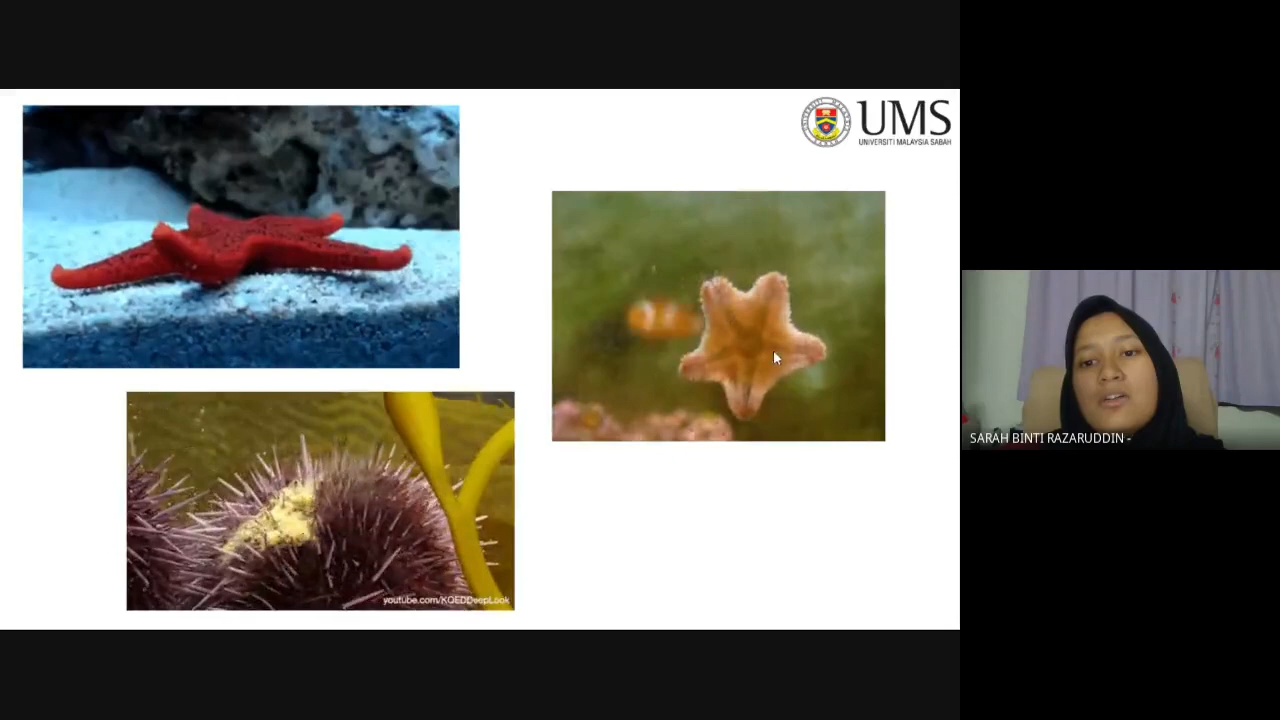 UMS
UNIVERSITI MALAYSIA SABAH
SARAH BINTI RAZARUDDIN -
youtube.com/KQEDDeepLook